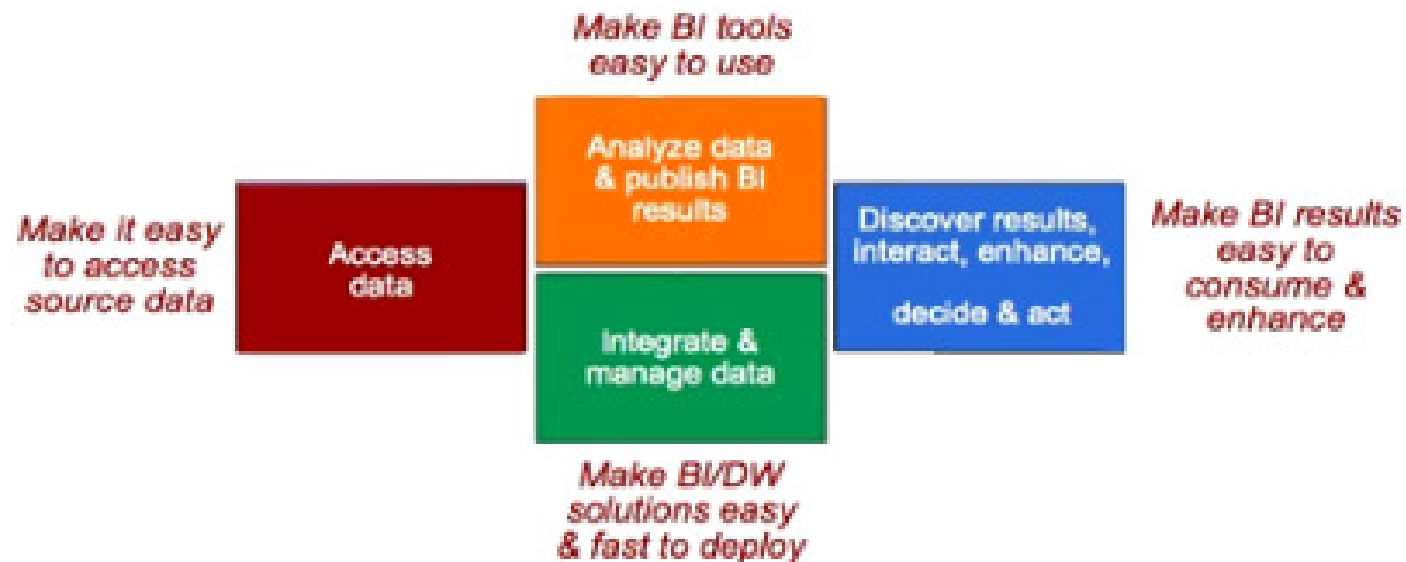 Make BI tools
easy to use
Analyze data
& publish BI
results
Make it easy
to access
source data
Access
data
Discover results,
interact, enhance,
decide & act
Make BI results
easy to
consume &
enhance
Integrate &
manage data
Make BI/DW
solutions easy
& fast to deploy